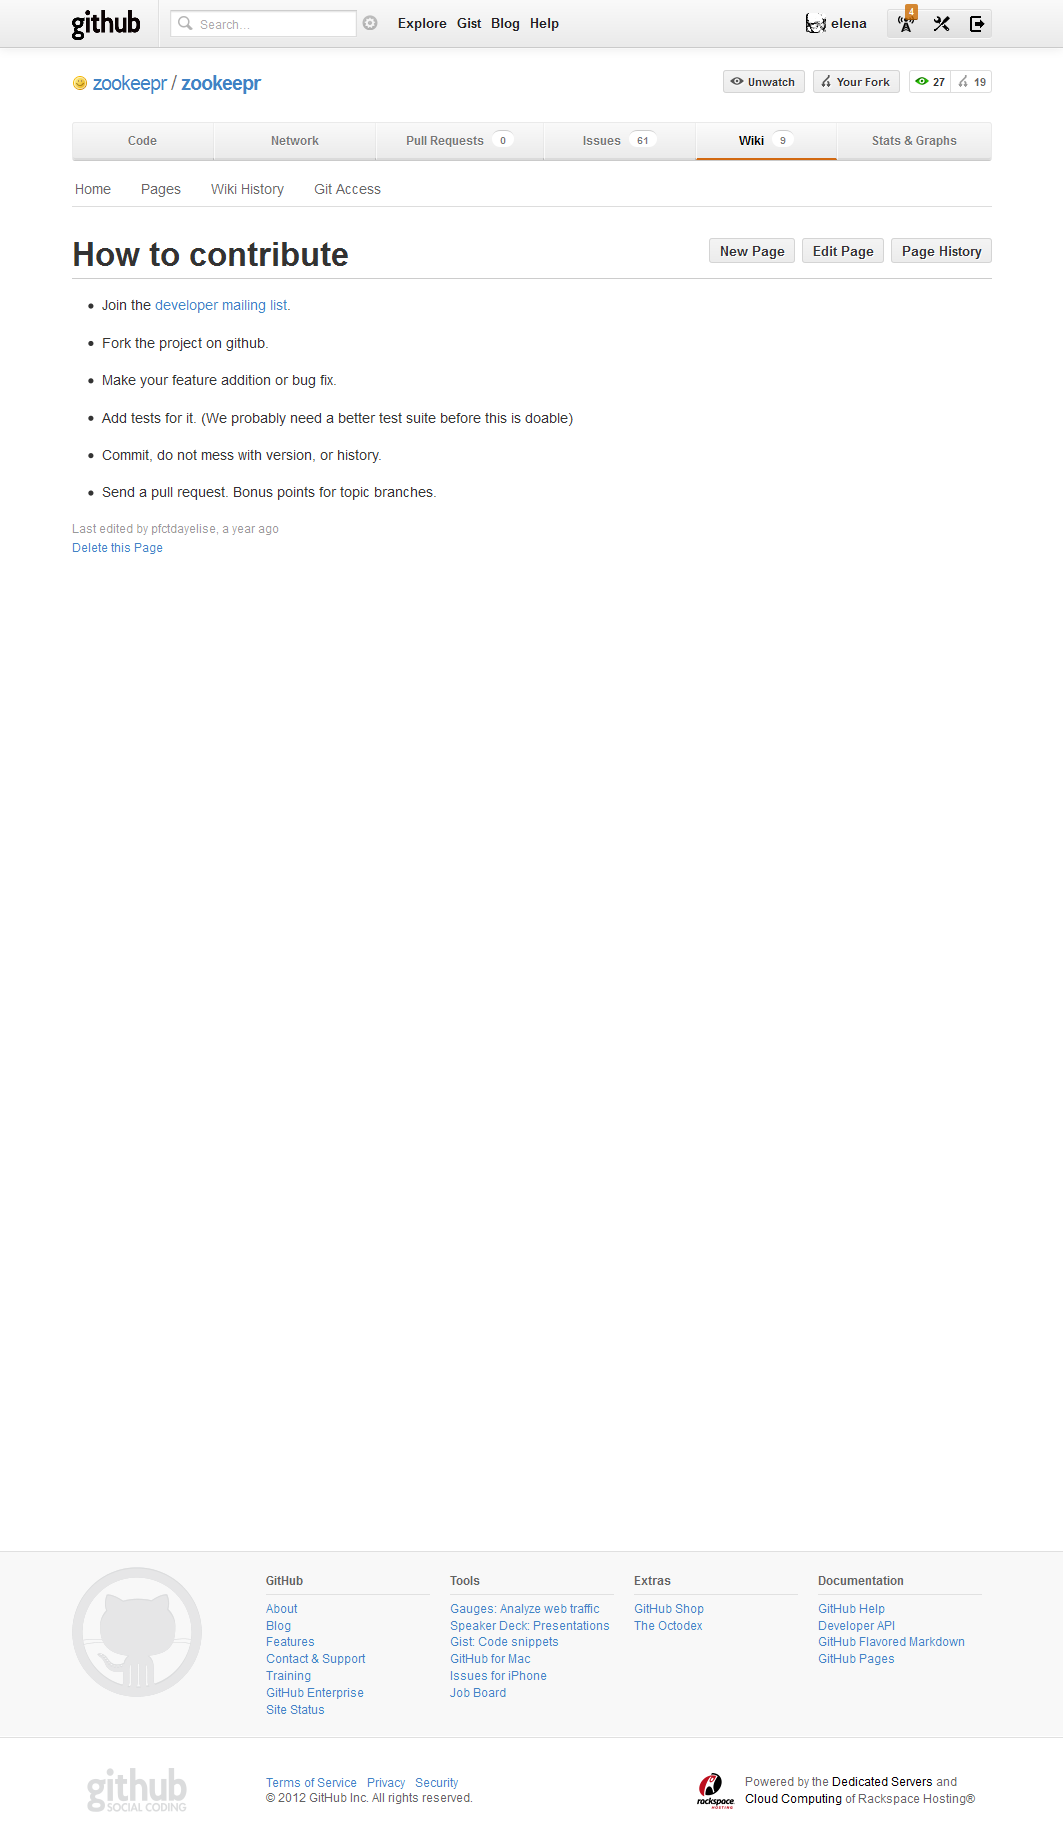 github Search... Explore Gist Blog Help elena 4
zookeepr / zookeepr Unwatch Your Fork 27 19
Code Network Pull Requests 0 Issues 61 Wiki 9 Stats & Graphs
Home Pages Wiki History Git Access
How to contribute New Page Edit Page Page History
• Join the developer mailing list.
• Fork the project on github.
• Make your feature addition or bug fix.
• Add tests for it. (We probably need a better test suite before this is doable)
• Commit, do not mess with version, or history.
• Send a pull request. Bonus points for topic branches.
Last edited by pfctdayelise, a year ago
Delete this Page
GitHub
About
Blog
Features
Contact & Support
Training
GitHub Enterprise
Site Status
Tools
Gauges: Analyze web traffic
Speaker Deck: Presentations
Gist: Code snippets
GitHub for Mac
Issues for iPhone
Job Board
Extras
GitHub Shop
The Octodex
Documentation
GitHub Help
Developer API
GitHub Flavored Markdown
GitHub Pages
github
SOCIAL CODING
Terms of Service Privacy Security
© 2012 GitHub Inc. All rights reserved.
rackspace.
HOSTING
Powered by the Dedicated Servers and
Cloud Computing of Rackspace Hosting®